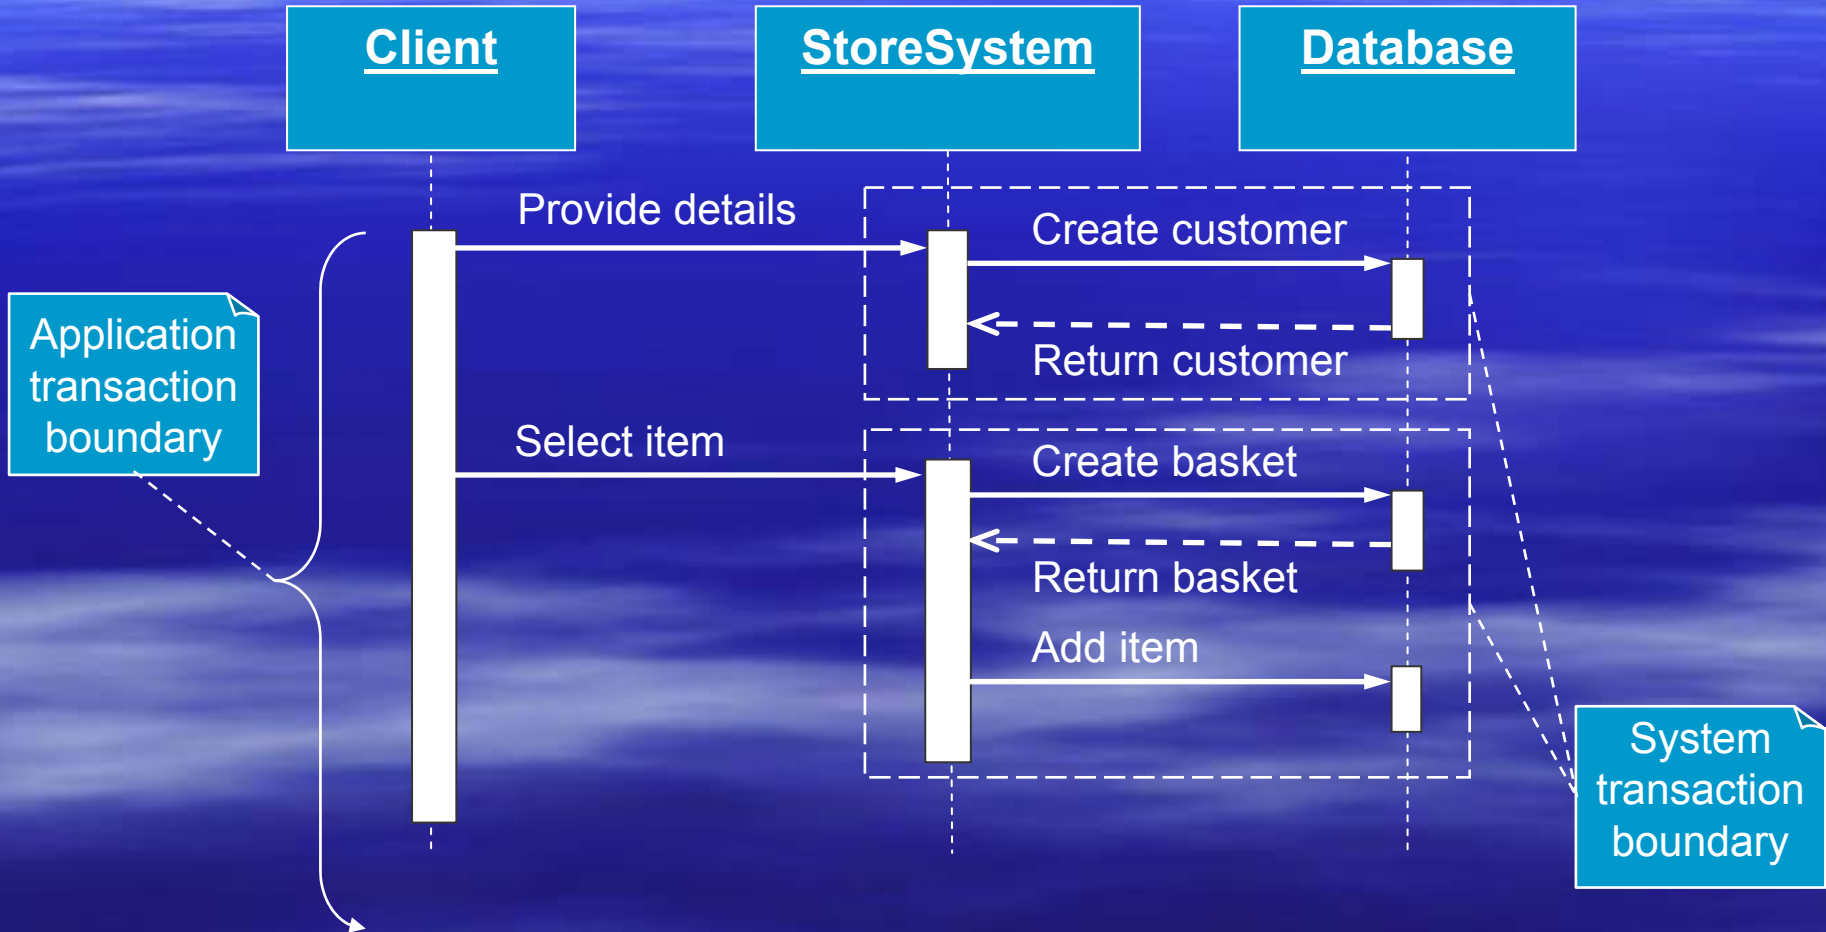 Client
StoreSystem
Database
Provide details
Create customer
Return customer
Application
transaction
boundary
Select item
Create basket
Return basket
Add item
System
transaction
boundary